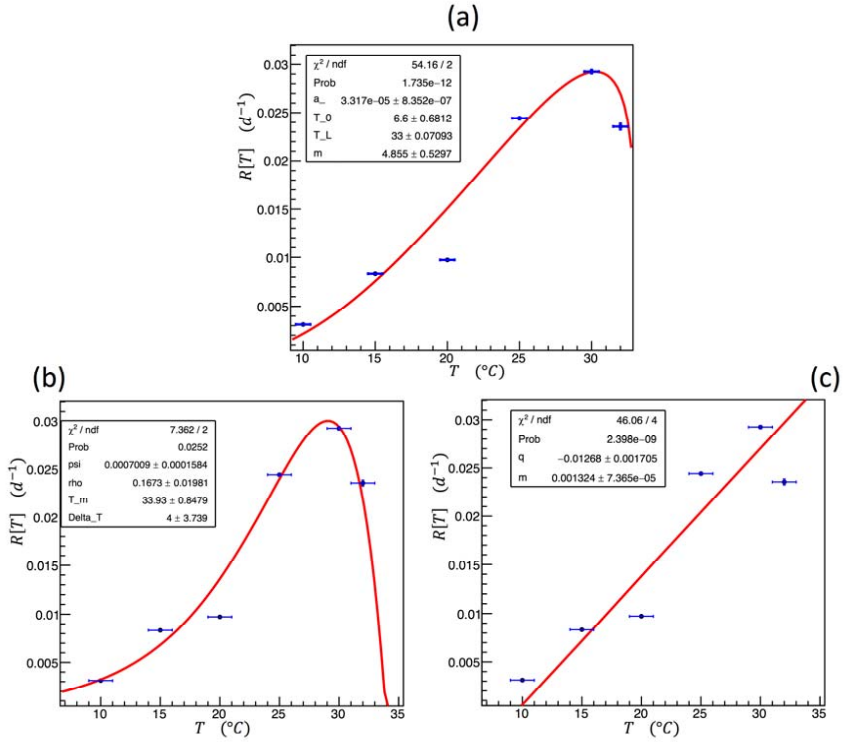 (a)
χ² / ndf 54.16 / 2
Prob 1.735e−12
a_ 3.317e−05 ± 8.352e−07
T_0 6.6 ± 0.6812
T_L 33 ± 0.07093
m 4.855 ± 0.5297
R[T] (d⁻¹)
0.03
0.025
0.02
0.015
0.01
0.005
10 15 20 25 30
T (°C)
(b)
χ² / ndf 7.362 / 2
Prob 0.0252
psi 0.0007009 ± 0.0001584
rho 0.1673 ± 0.01981
T_m 33.93 ± 0.8479
Delta_T 4 ± 3.739
R[T] (d⁻¹)
0.03
0.025
0.02
0.015
0.01
0.005
10 15 20 25 30 35
T (°C)
(c)
χ² / ndf 46.06 / 4
Prob 2.398e−09
q −0.01268 ± 0.001705
m 0.001324 ± 7.365e−05
R[T] (d⁻¹)
0.03
0.025
0.02
0.015
0.01
0.005
10 15 20 25 30 35
T (°C)